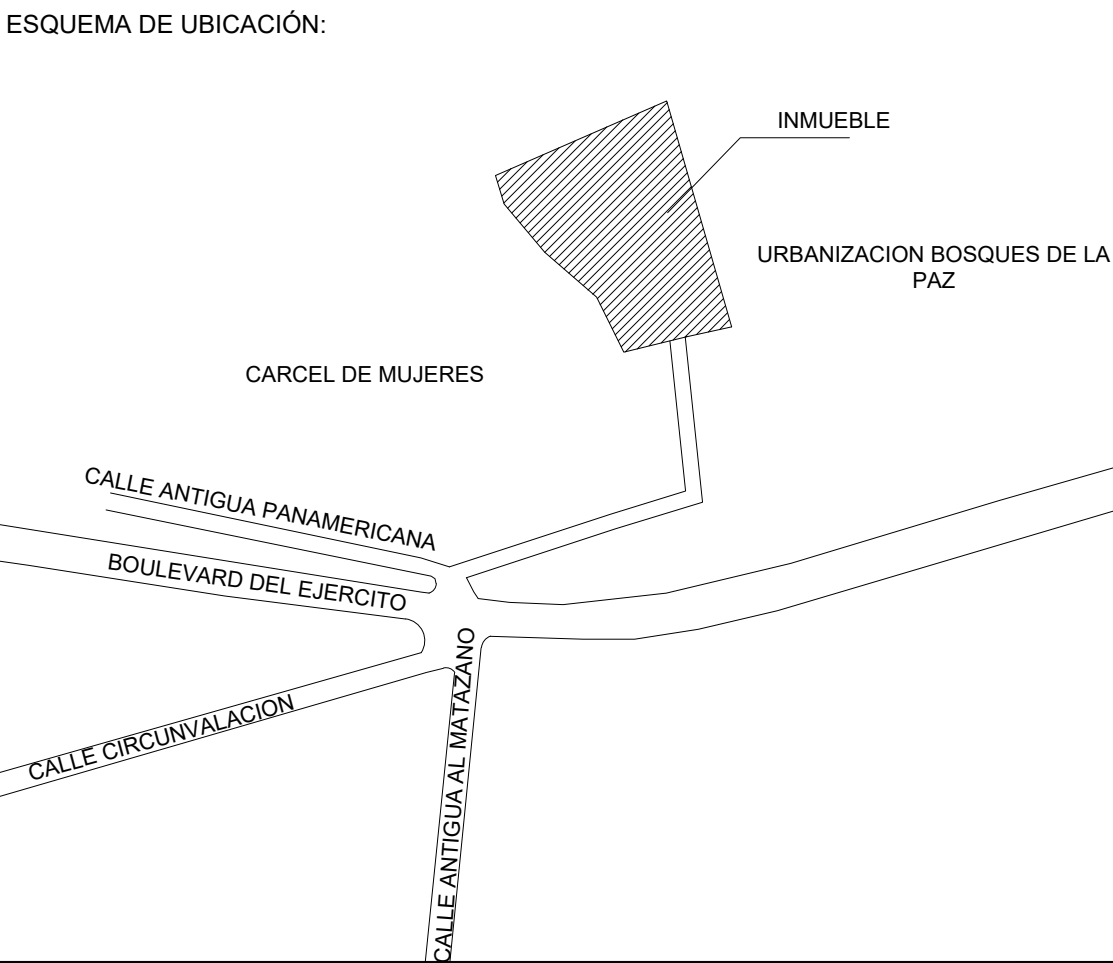 ESQUEMA DE UBICACIÓN:
INMUEBLE
URBANIZACION BOSQUES DE LA
PAZ
CARCEL DE MUJERES
CALLE ANTIGUA PANAMERICANA
BOULEVARD DEL EJERCITO
CALLE CIRCUNVALACION
CALLE ANTIGUA AL MATAZANO